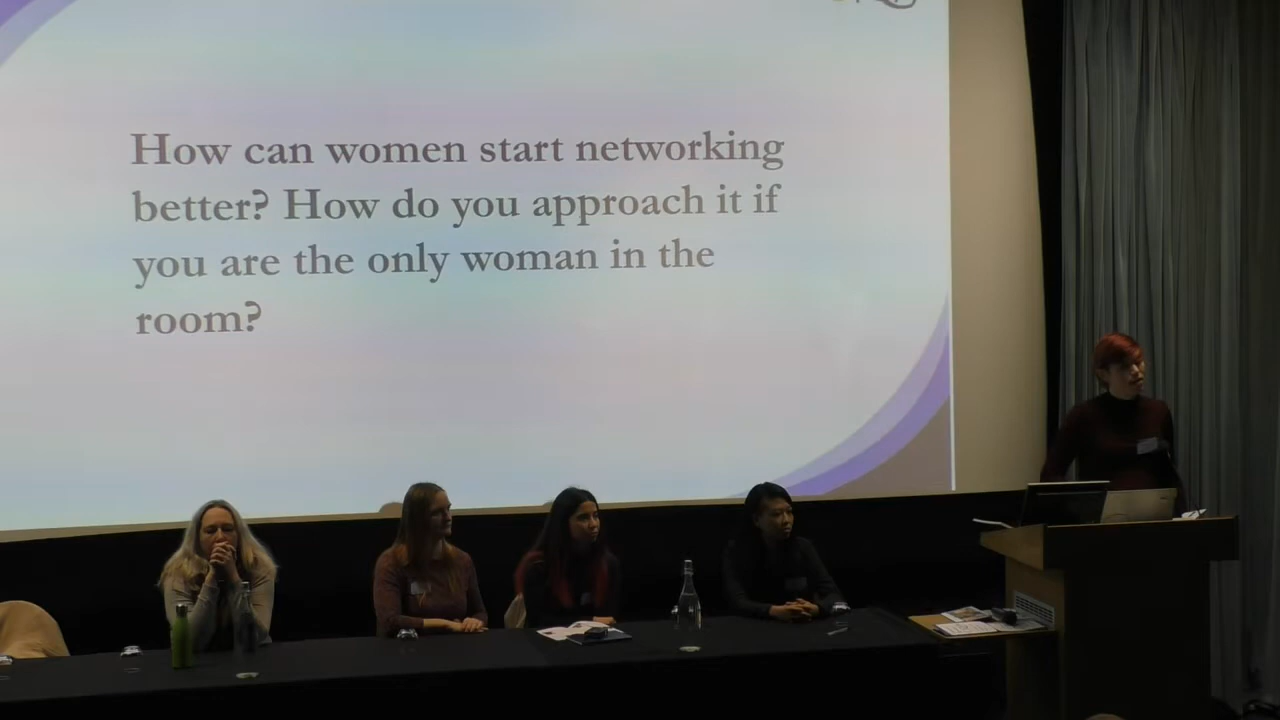 How can women start networking
better? How do you approach it if
you are the only woman in the
room?